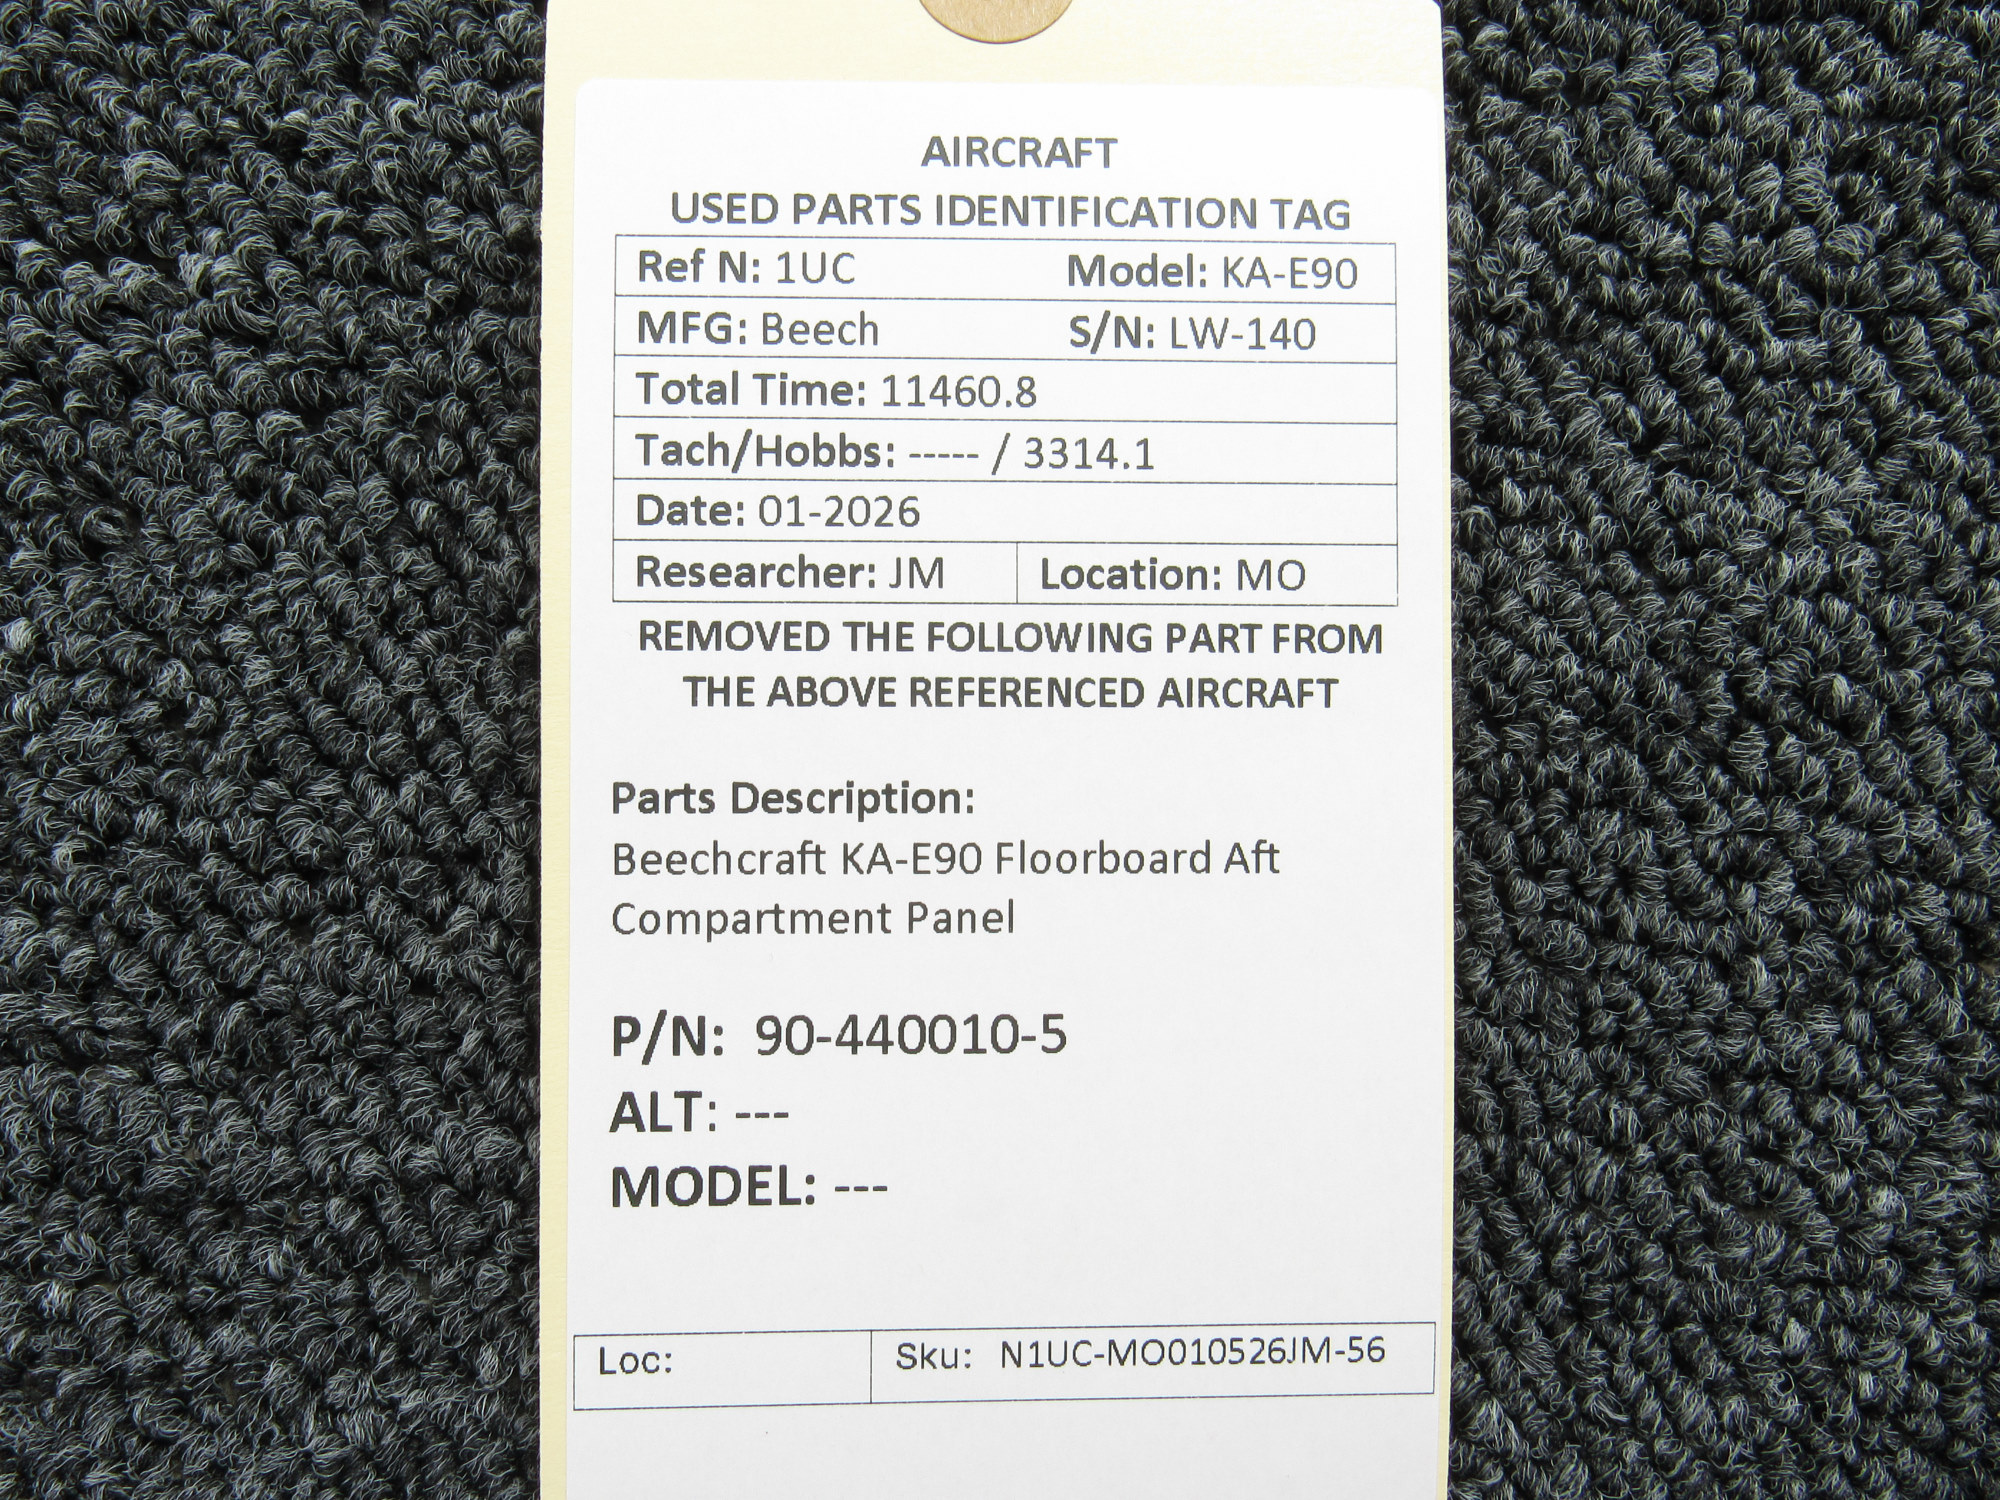 AIRCRAFT
USED PARTS IDENTIFICATION TAG
Ref N: 1UC Model: KA-E90
MFG: Beech S/N: LW-140
Total Time: 11460.8
Tach/Hobbs: ----- / 3314.1
Date: 01-2026
Researcher: JM Location: MO
REMOVED THE FOLLOWING PART FROM
THE ABOVE REFERENCED AIRCRAFT
Parts Description:
Beechcraft KA-E90 Floorboard Aft
Compartment Panel
P/N: 90-440010-5
ALT: ---
MODEL: ---
Loc: Sku: N1UC-MO010526JM-56